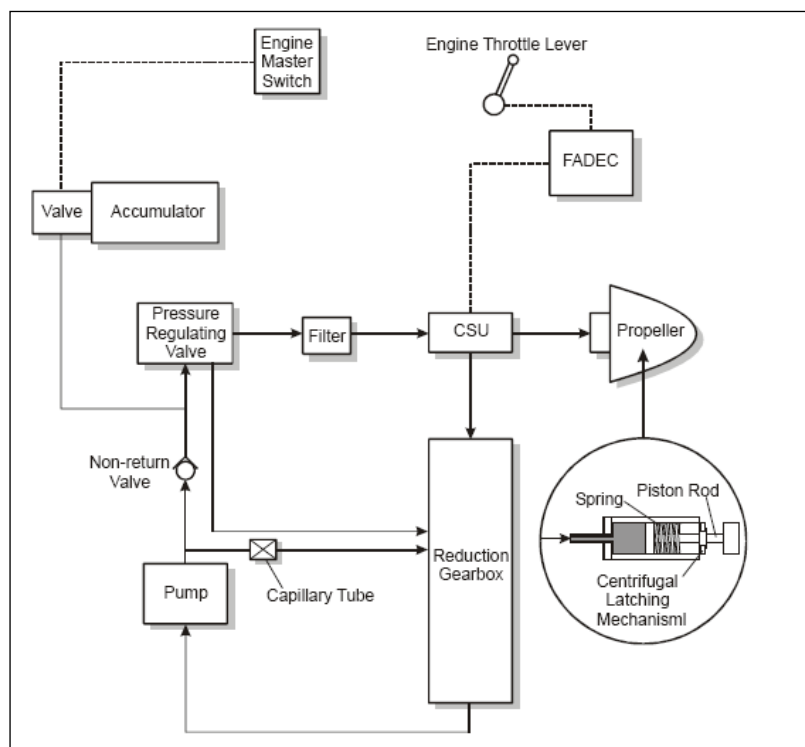 Engine
Master
Switch
Engine Throttle Lever
FADEC
Valve
Accumulator
Pressure
Regulating
Valve
Filter
CSU
Propeller
Non-return
Valve
Spring
Piston Rod
Centrifugal
Latching
Mechanisml
Reduction
Gearbox
Pump
Capillary Tube